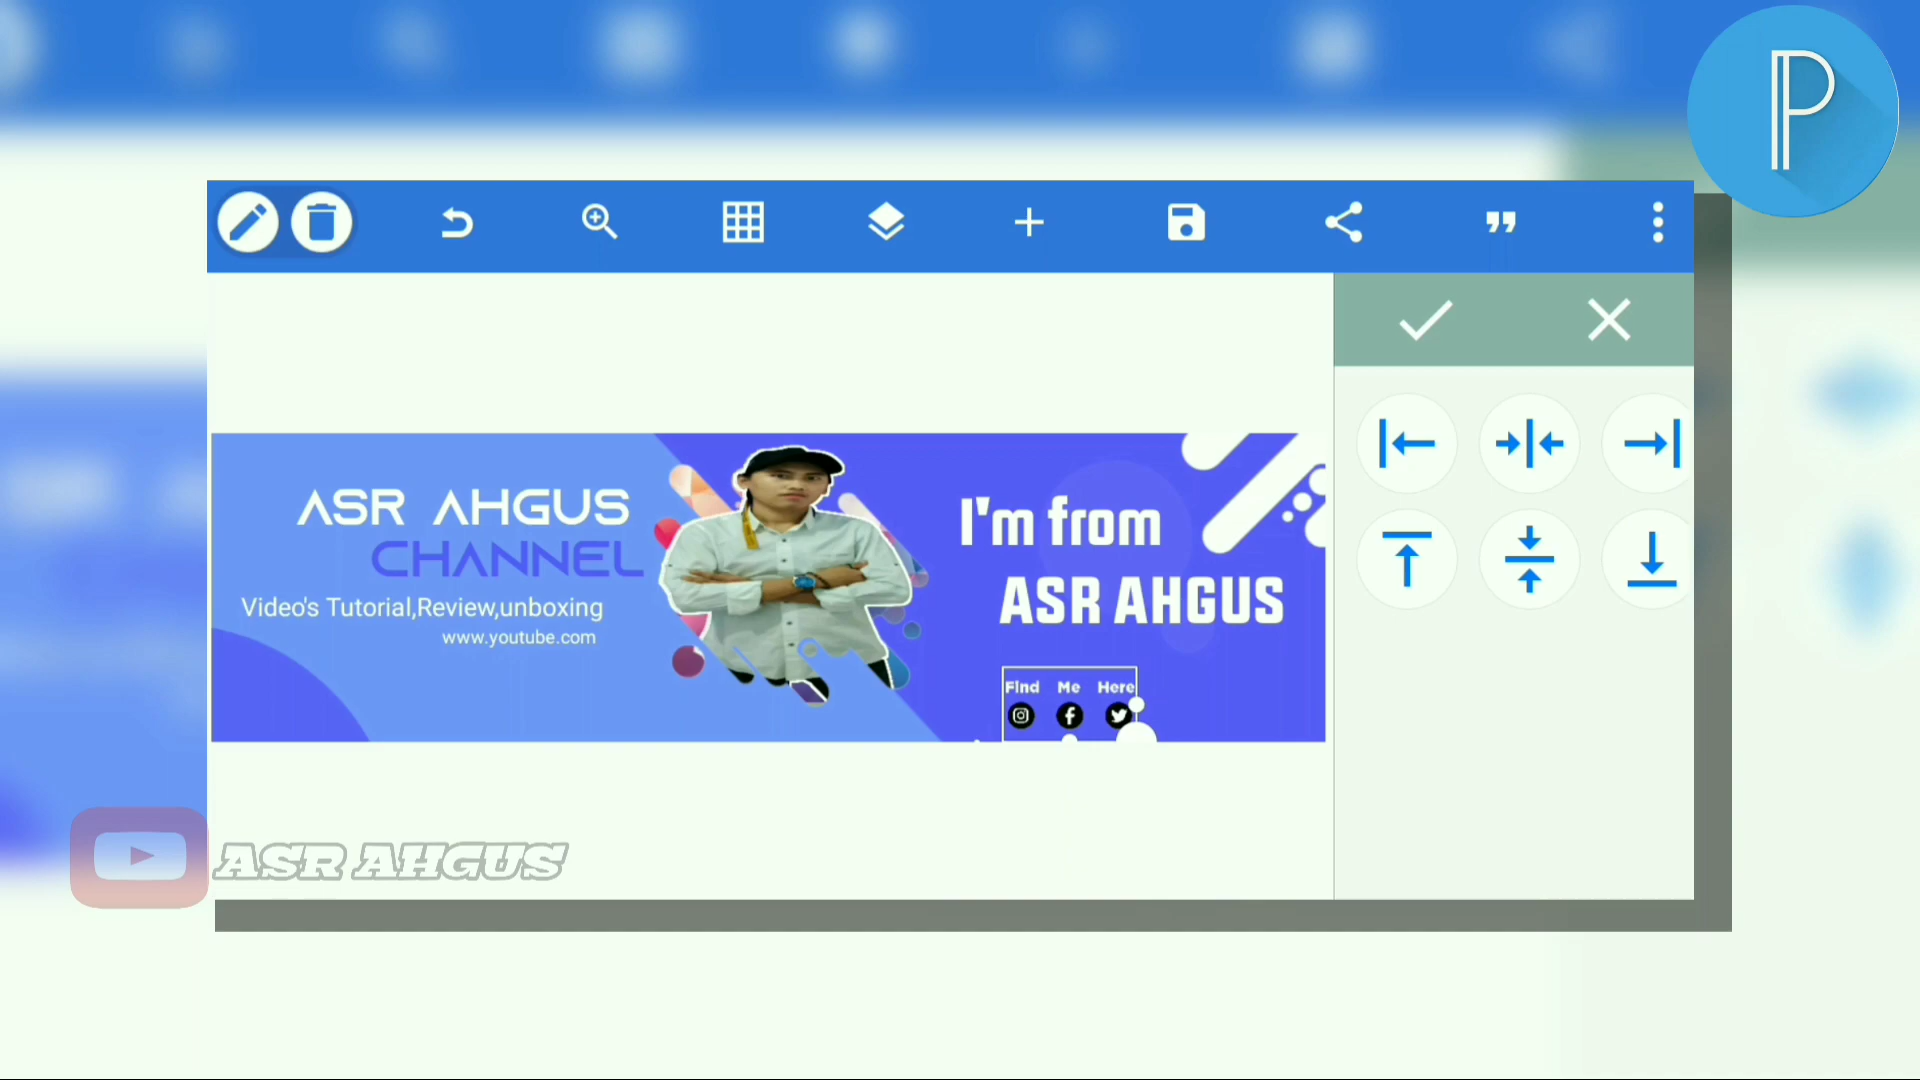 ASR AHGUS
CHANNEL
Video's Tutorial,Review,unboxing
www.youtube.com
I'm from
ASR AHGUS
Find Me Here
ASR AHGUS